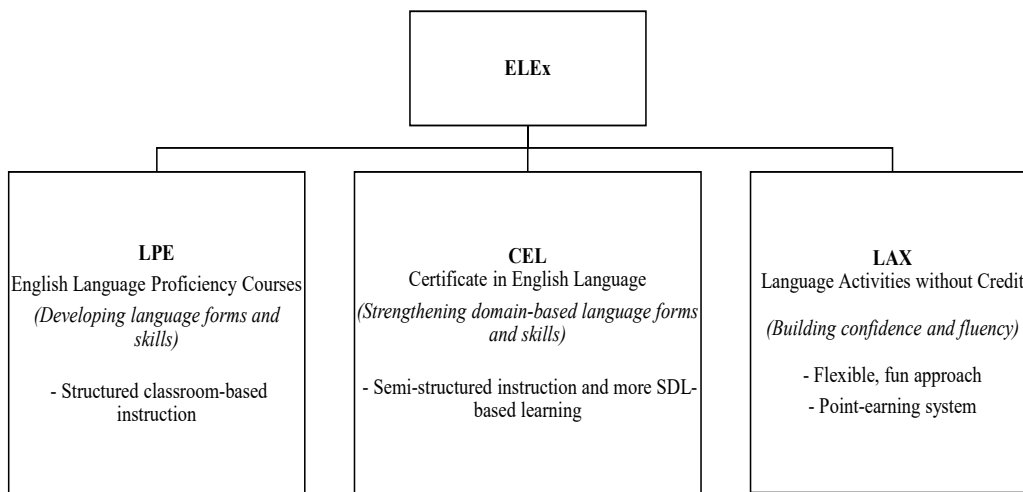 ELEx
LPE
English Language Proficiency Courses
(Developing language forms and
skills)
- Structured classroom-based
instruction
CEL
Certificate in English Language
(Strengthening domain-based language forms
and skills)
- Semi-structured instruction and more SDL-
based learning
LAX
Language Activities without Credit
(Building confidence and fluency)
- Flexible, fun approach
- Point-earning system